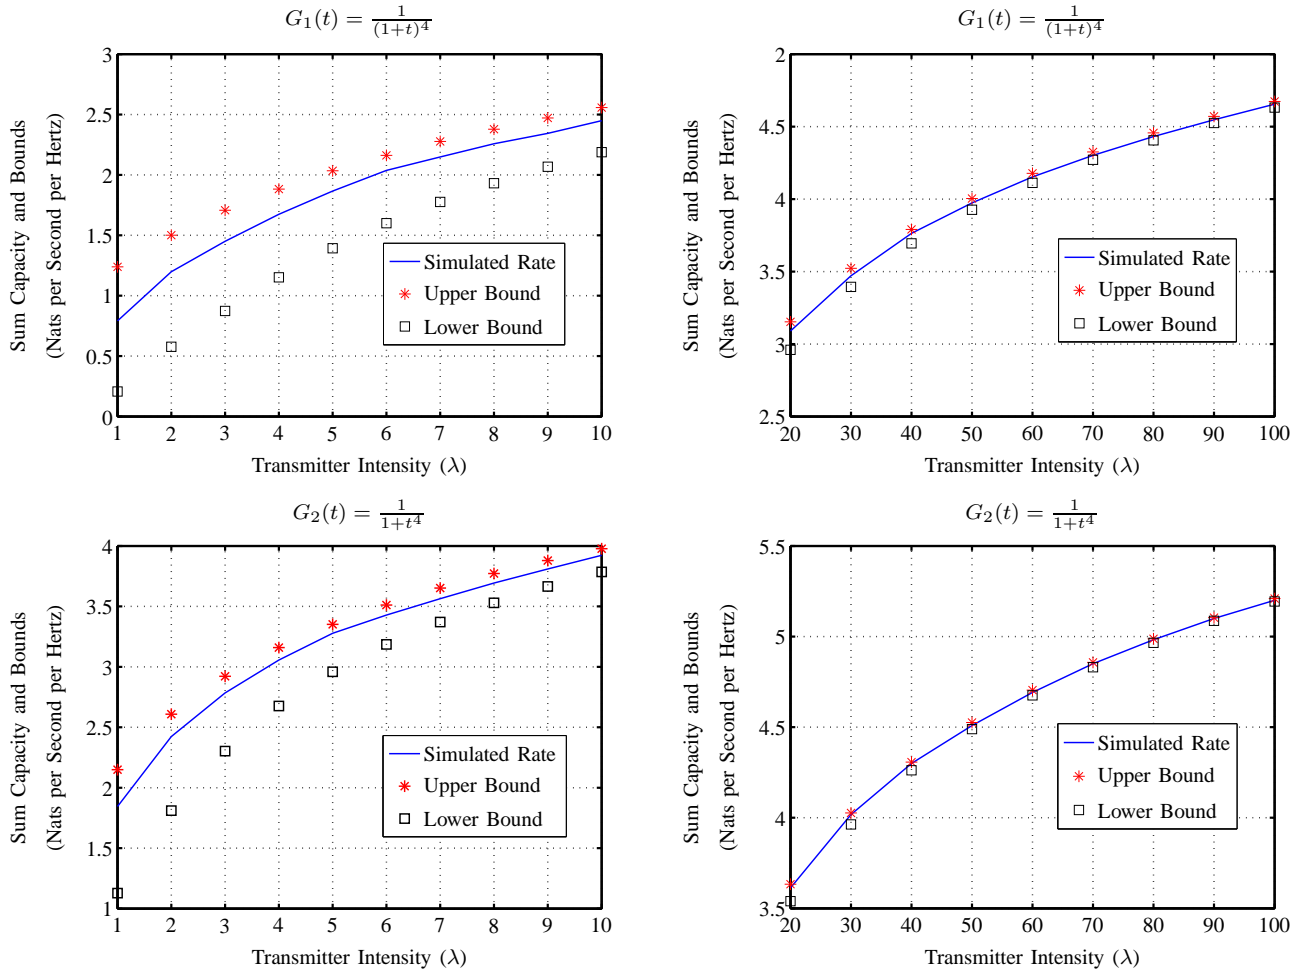 G₁(t) = 1/(1+t)⁴
Sum Capacity and Bounds
(Nats per Second per Hertz)
3
2.5
2
1.5
1
0.5
0
Simulated Rate
Upper Bound
Lower Bound
1 2 3 4 5 6 7 8 9 10
Transmitter Intensity (λ)
G₁(t) = 1/(1+t)⁴
Sum Capacity and Bounds
(Nats per Second per Hertz)
2
4.5
4
3.5
3
2.5
Simulated Rate
Upper Bound
Lower Bound
20 30 40 50 60 70 80 90 100
Transmitter Intensity (λ)
G₂(t) = 1/1+t⁴
Sum Capacity and Bounds
(Nats per Second per Hertz)
4
3.5
3
2.5
2
1.5
1
Simulated Rate
Upper Bound
Lower Bound
1 2 3 4 5 6 7 8 9 10
Transmitter Intensity (λ)
G₂(t) = 1/1+t⁴
Sum Capacity and Bounds
(Nats per Second per Hertz)
5.5
5
4.5
4
3.5
Simulated Rate
Upper Bound
Lower Bound
20 30 40 50 60 70 80 90 100
Transmitter Intensity (λ)